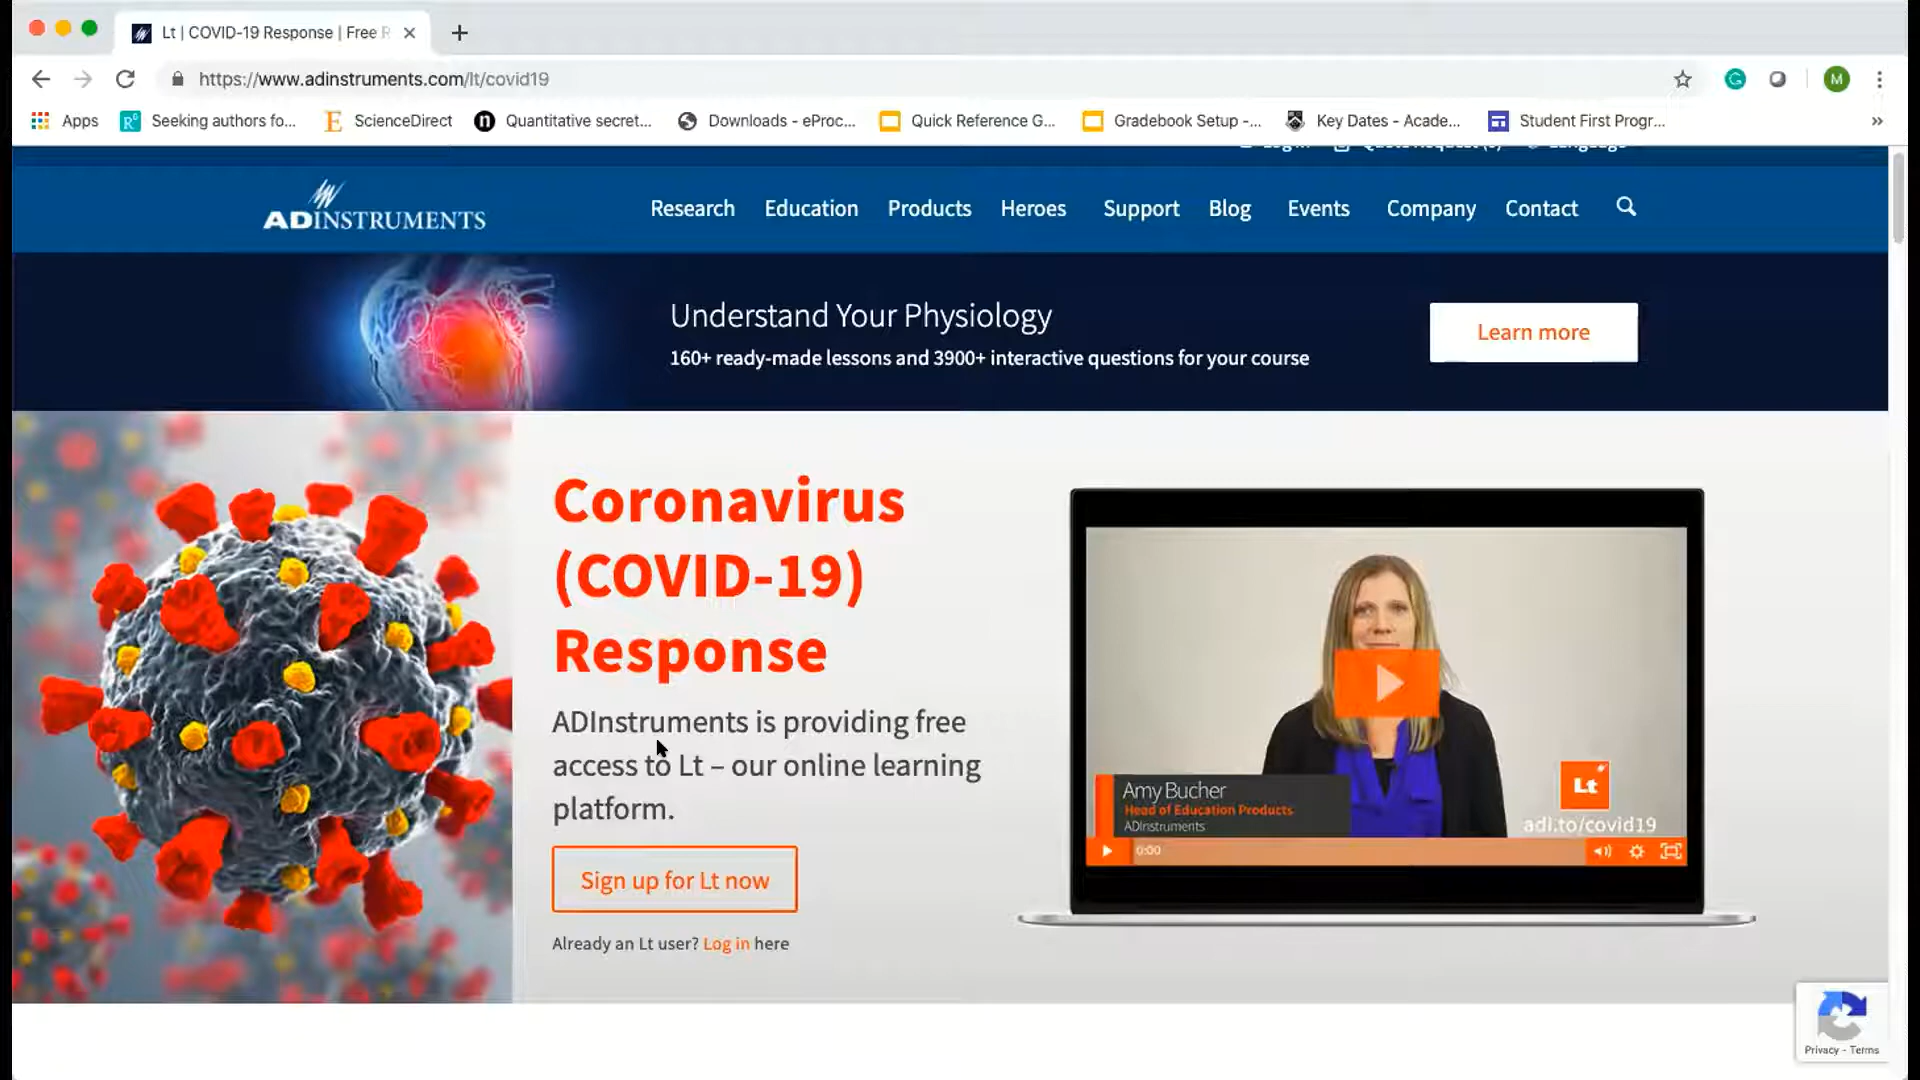 Lt | COVID-19 Response | Free R
https://www.adinstruments.com/lt/covid19
M
Apps
Seeking authors fo...
ScienceDirect
Quantitative secret...
Downloads - eProc...
Quick Reference G...
Gradebook Setup -...
Key Dates - Acade...
Student First Progr...
»
ADINSTRUMENTS
Research Education Products Heroes Support Blog Events Company Contact
Understand Your Physiology
160+ ready-made lessons and 3900+ interactive questions for your course
Learn more
Coronavirus
(COVID-19)
Response
ADInstruments is providing free
access to Lt – our online learning
platform.
Sign up for Lt now
Already an Lt user? Log in here
Amy Bucher
Head of Education Products
ADInstruments
Lt
adi.to/covid19
0:00
Privacy - Terms